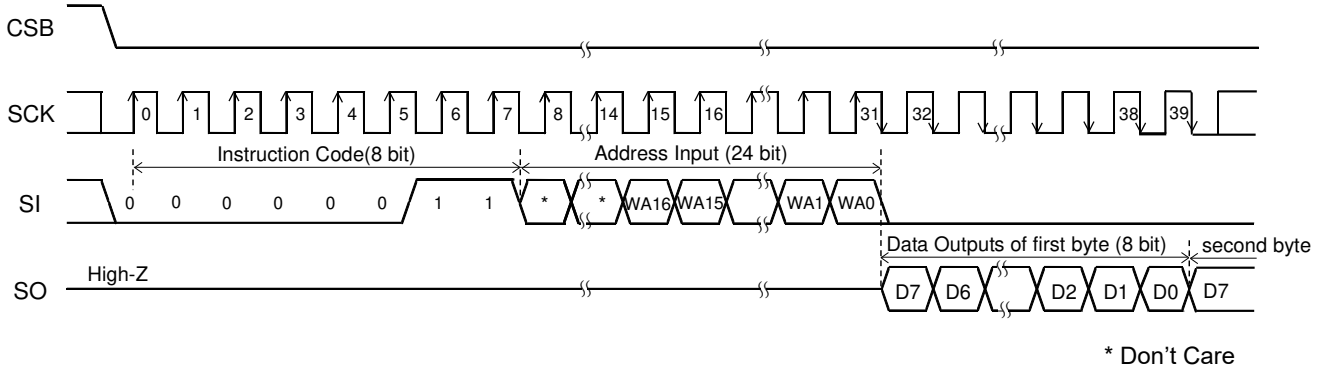 CSB
SCK 0 1 2 3 4 5 6 7 8 14 15 16 31 32 38 39
Instruction Code(8 bit) Address Input (24 bit)
SI 0 0 0 0 0 0 1 1 * * WA16 WA15 WA1 WA0
Data Outputs of first byte (8 bit) second byte
High-Z
SO D7 D6 D2 D1 D0 D7
* Don't Care